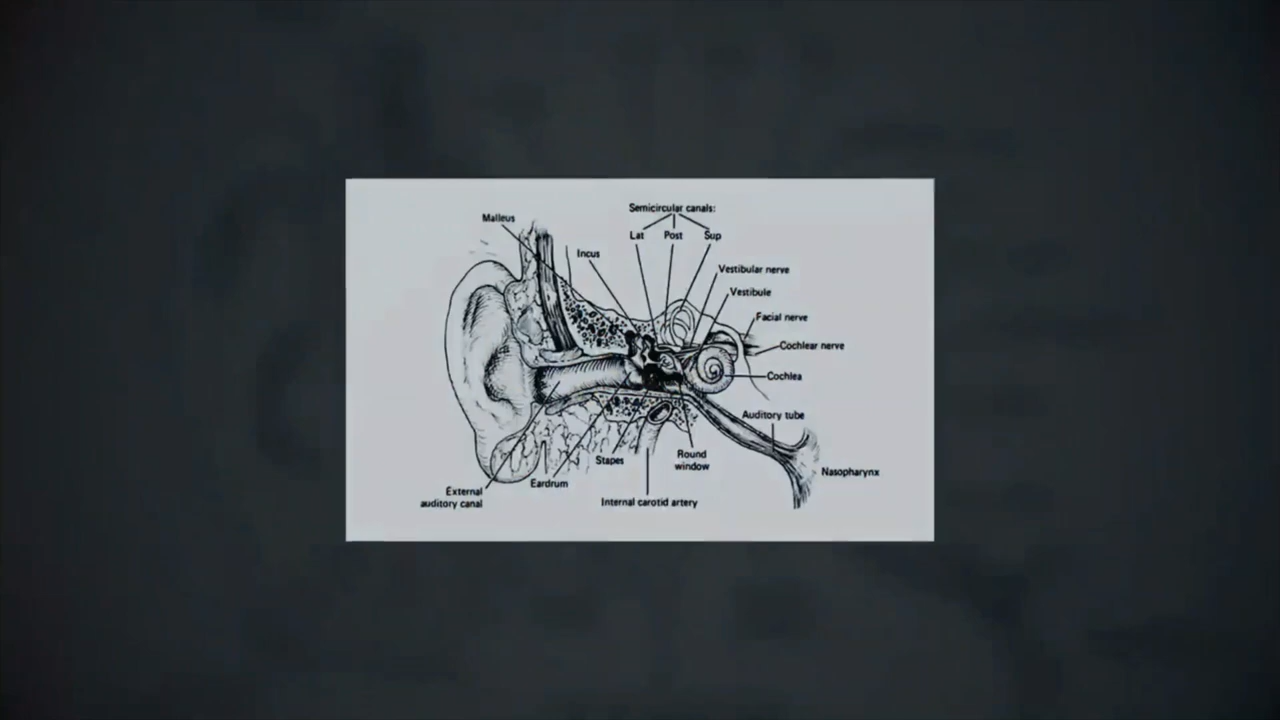 Malleus
Semicircular canals:
Lat Post Sup
Incus
Vestibular nerve
Vestibule
Facial nerve
Cochlear nerve
Cochlea
Auditory tube
Nasopharynx
Round
window
Stapes
Internal carotid artery
Eardrum
External
auditory canal